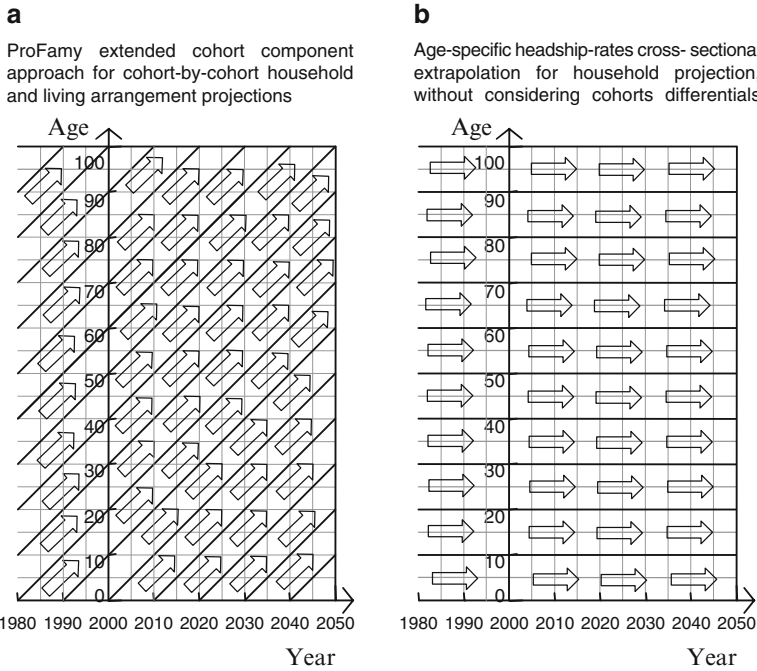 a
ProFamy extended cohort component
approach for cohort-by-cohort household
and living arrangement projections
Age
100
90
80
70
60
50
40
30
20
10
0
1980 1990 2000 2010 2020 2030 2040 2050
Year
b
Age-specific headship-rates cross- sectiona
extrapolation for household projection
without considering cohorts differentials
Age
100
90
80
70
60
50
40
30
20
10
0
1980 1990 2000 2010 2020 2030 2040 2050
Year